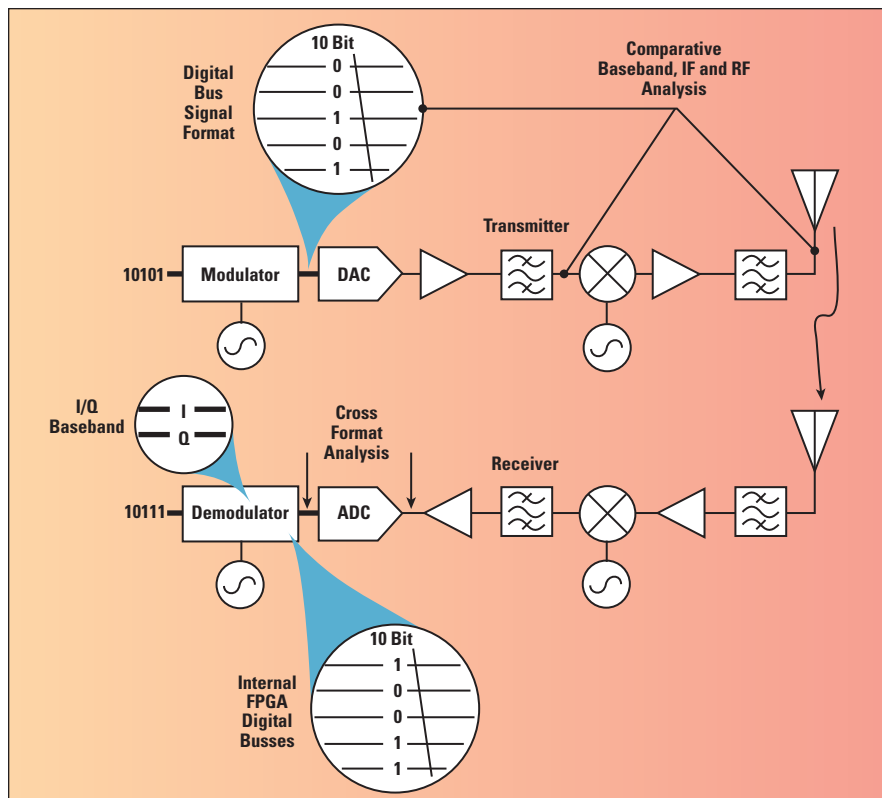 10 Bit
0
0
1
0
1
Digital
Bus
Signal
Format
Comparative
Baseband, IF and RF
Analysis
Transmitter
10101
Modulator
DAC
I/Q
Baseband
I
Q
Cross
Format
Analysis
Receiver
10111
Demodulator
ADC
10 Bit
1
0
0
1
1
Internal
FPGA
Digital
Busses